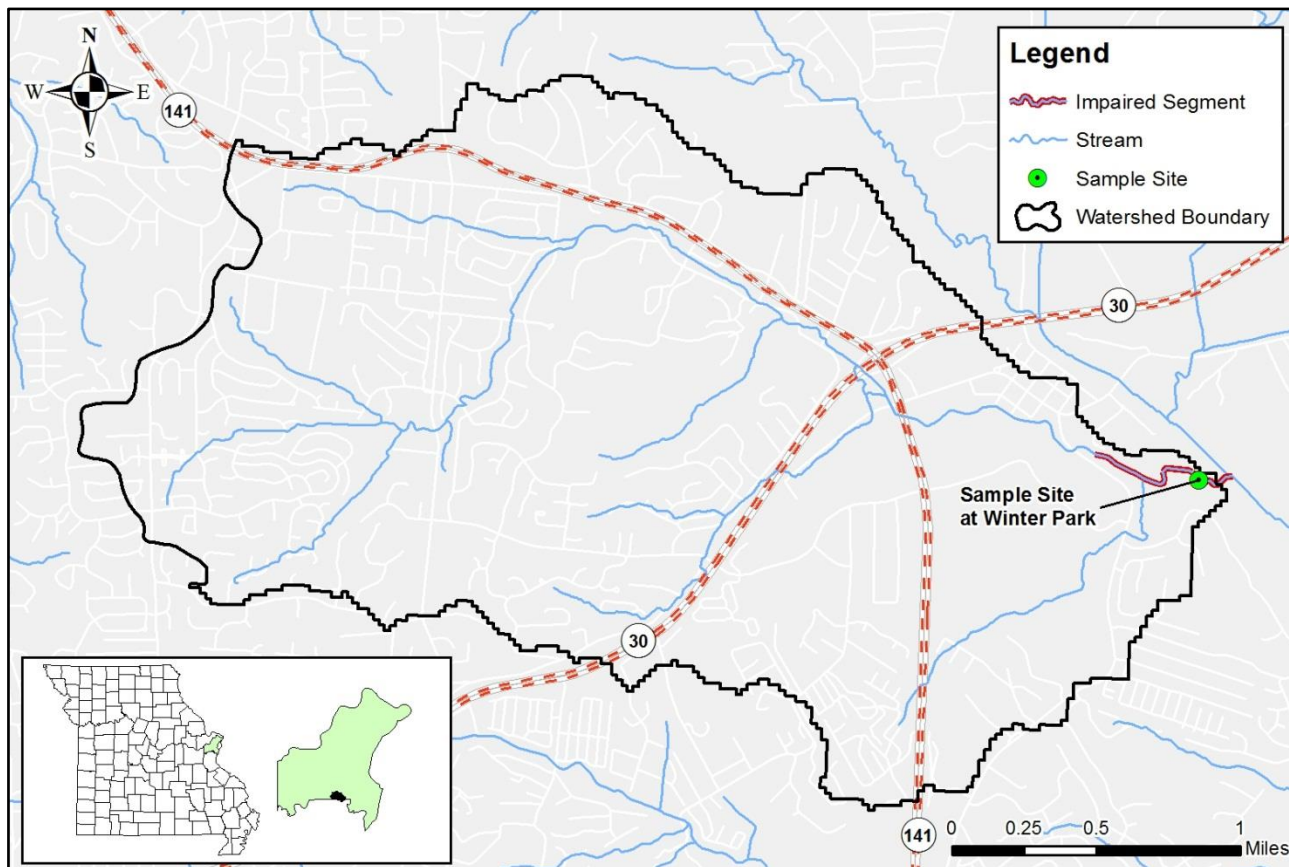 N
W E
S
141
Legend
Impaired Segment
Stream
Sample Site
Watershed Boundary
30
Sample Site
at Winter Park
30
141
0 0.25 0.5 1
Miles